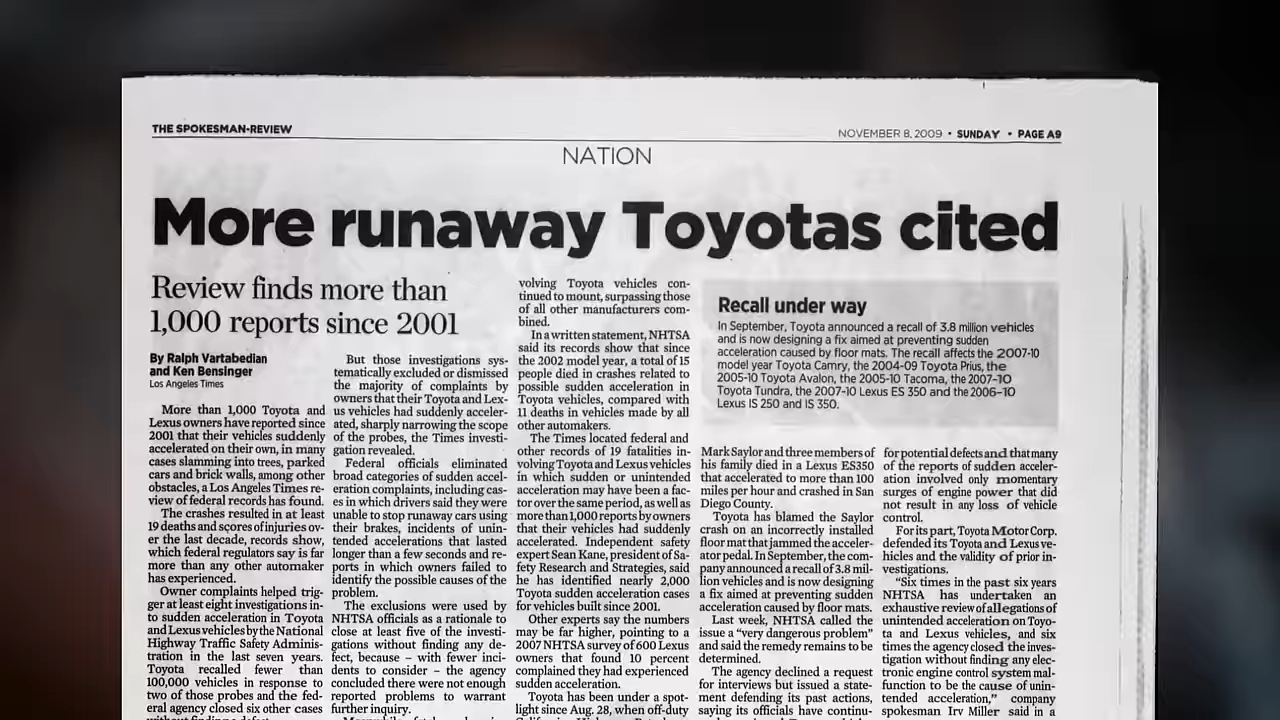 THE SPOKESMAN-REVIEW
NOVEMBER 8, 2009 • SUNDAY • PAGE A9
NATION
More runaway Toyotas cited
Review finds more than
1,000 reports since 2001
By Ralph Vartabedian
and Ken Bensinger
Los Angeles Times
More than 1,000 Toyota and
Lexus owners have reported since
2001 that their vehicles suddenly
accelerated on their own, in many
cases slamming into trees, parked
cars and brick walls, among other
obstacles, a Los Angeles Times re-
view of federal records has found.
The crashes resulted in at least
19 deaths and scores of injuries ov-
er the last decade, records show,
which federal regulators say is far
more than any other automaker
has experienced.
Owner complaints helped trig-
ger at least eight investigations in-
to sudden acceleration in Toyota
and Lexus vehicles by the National
Highway Traffic Safety Adminis-
tration in the last seven years.
Toyota recalled fewer than
100,000 vehicles in response to
two of those probes and the fed-
eral agency closed six other cases
without finding a defect.
But those investigations sys-
tematically excluded or dismissed
the majority of complaints by
owners that their Toyota and Lex-
us vehicles had suddenly acceler-
ated, sharply narrowing the scope
of the probes, the Times investi-
gation revealed.
Federal officials eliminated
broad categories of sudden accel-
eration complaints, including cas-
es in which drivers said they were
unable to stop runaway cars using
their brakes, incidents of unin-
tended accelerations that lasted
longer than a few seconds and re-
ports in which owners failed to
identify the possible causes of the
problem.
The exclusions were used by
NHTSA officials as a rationale to
close at least five of the investi-
gations without finding any de-
fect, because – with fewer inci-
dents to consider – the agency
concluded there were not enough
reported problems to warrant
further inquiry.
volving Toyota vehicles con-
tinued to mount, surpassing those
of all other manufacturers com-
bined.
In a written statement, NHTSA
said its records show that since
the 2002 model year, a total of 15
people died in crashes related to
possible sudden acceleration in
Toyota vehicles, compared with
11 deaths in vehicles made by all
other automakers.
The Times located federal and
other records of 19 fatalities in-
volving Toyota and Lexus vehicles
in which sudden or unintended
acceleration may have been a fac-
tor over the same period, as well as
more than 1,000 reports by owners
that their vehicles had suddenly
accelerated. Independent safety
expert Sean Kane, president of Sa-
fety Research and Strategies, said
he has identified nearly 2,000
Toyota sudden acceleration cases
for vehicles built since 2001.
Other experts say the numbers
may be far higher, pointing to a
2007 NHTSA survey of 600 Lexus
owners that found 10 percent
complained they had experienced
sudden acceleration.
Toyota has been under a spot-
light since Aug. 28, when off-duty
Recall under way
In September, Toyota announced a recall of 3.8 million vehicles
and is now designing a fix aimed at preventing sudden
acceleration caused by floor mats. The recall affects the 2007-10
model year Toyota Camry, the 2004-09 Toyota Prius, the
2005-10 Toyota Avalon, the 2005-10 Tacoma, the 2007-10
Toyota Tundra, the 2007-10 Lexus ES 350 and the 2006-10
Lexus IS 250 and IS 350.
Mark Saylor and three members of
his family died in a Lexus ES350
that accelerated to more than 100
miles per hour and crashed in San
Diego County.
Toyota has blamed the Saylor
crash on an incorrectly installed
floor mat that jammed the acceler-
ator pedal. In September, the com-
pany announced a recall of 3.8 mil-
lion vehicles and is now designing
a fix aimed at preventing sudden
acceleration caused by floor mats.
Last week, NHTSA called the
issue a “very dangerous problem”
and said the remedy remains to be
determined.
The agency declined a request
for interviews but issued a state-
ment defending its past actions,
saying its officials have continu-
for potential defects and that many
of the reports of sudden acceler-
ation involved only momentary
surges of engine power that did
not result in any loss of vehicle
control.
For its part, Toyota Motor Corp.
defended its Toyota and Lexus ve-
hicles and the validity of prior in-
vestigations.
“Six times in the past six years
NHTSA has undertaken an
exhaustive review of allegations of
unintended acceleration on Toyo-
ta and Lexus vehicles, and six
times the agency closed the inves-
tigation without finding any elec-
tronic engine control system mal-
function to be the cause of unin-
tended acceleration,” company
spokesman Irv Miller said in a